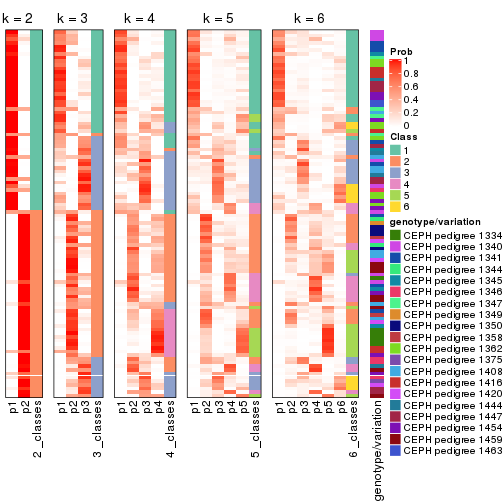 k = 2
k = 3
k = 4
k = 5
k = 6
p1
p2
2_classes
p1
p2
p3
3_classes
p1
p2
p3
p4
4_classes
p1
p2
p3
p4
p5
5_classes
p1
p2
p3
p4
p5
p6
6_classes
genotype/variation
Prob
1
0.8
0.6
0.4
0.2
0
Class
1
2
3
4
5
6
genotype/variation
CEPH pedigree 1334
CEPH pedigree 1340
CEPH pedigree 1341
CEPH pedigree 1344
CEPH pedigree 1345
CEPH pedigree 1346
CEPH pedigree 1347
CEPH pedigree 1349
CEPH pedigree 1350
CEPH pedigree 1358
CEPH pedigree 1362
CEPH pedigree 1375
CEPH pedigree 1408
CEPH pedigree 1416
CEPH pedigree 1420
CEPH pedigree 1444
CEPH pedigree 1447
CEPH pedigree 1454
CEPH pedigree 1459
CEPH pedigree 1463